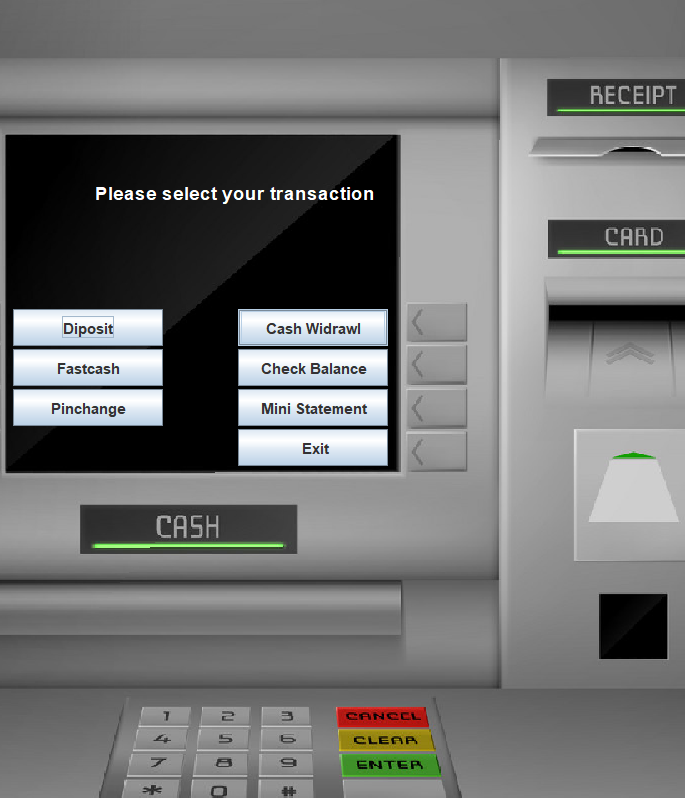 RECEIPT
Please select your transaction
CARD
Diposit
Cash Widrawl
Fastcash
Check Balance
Pinchange
Mini Statement
Exit
CASH
1 2 3 CANCEL
4 5 6 CLEAR
7 8 9 ENTER
* 0 #